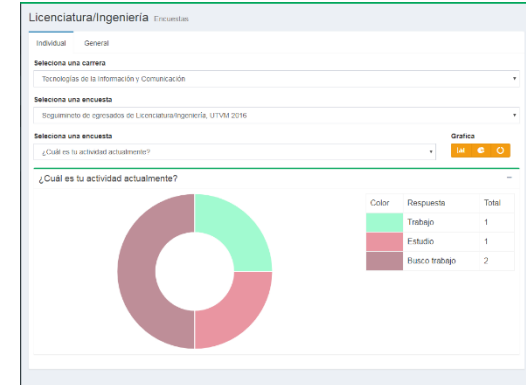 Licenciatura/Ingeniería Encuestas
Individual General
Selecciona una carrera
Tecnologías de la Información y Comunicación
Selecciona una encuesta
Seguimineto de egresados de Licenciatura/Ingeniería, UTVM 2016
Selecciona una encuesta Grafica
¿Cuál es tu actividad actualmente?
¿Cuál es tu actividad actualmente?
Color Respuesta Total
Trabajo 1
Estudio 1
Busco trabajo 2